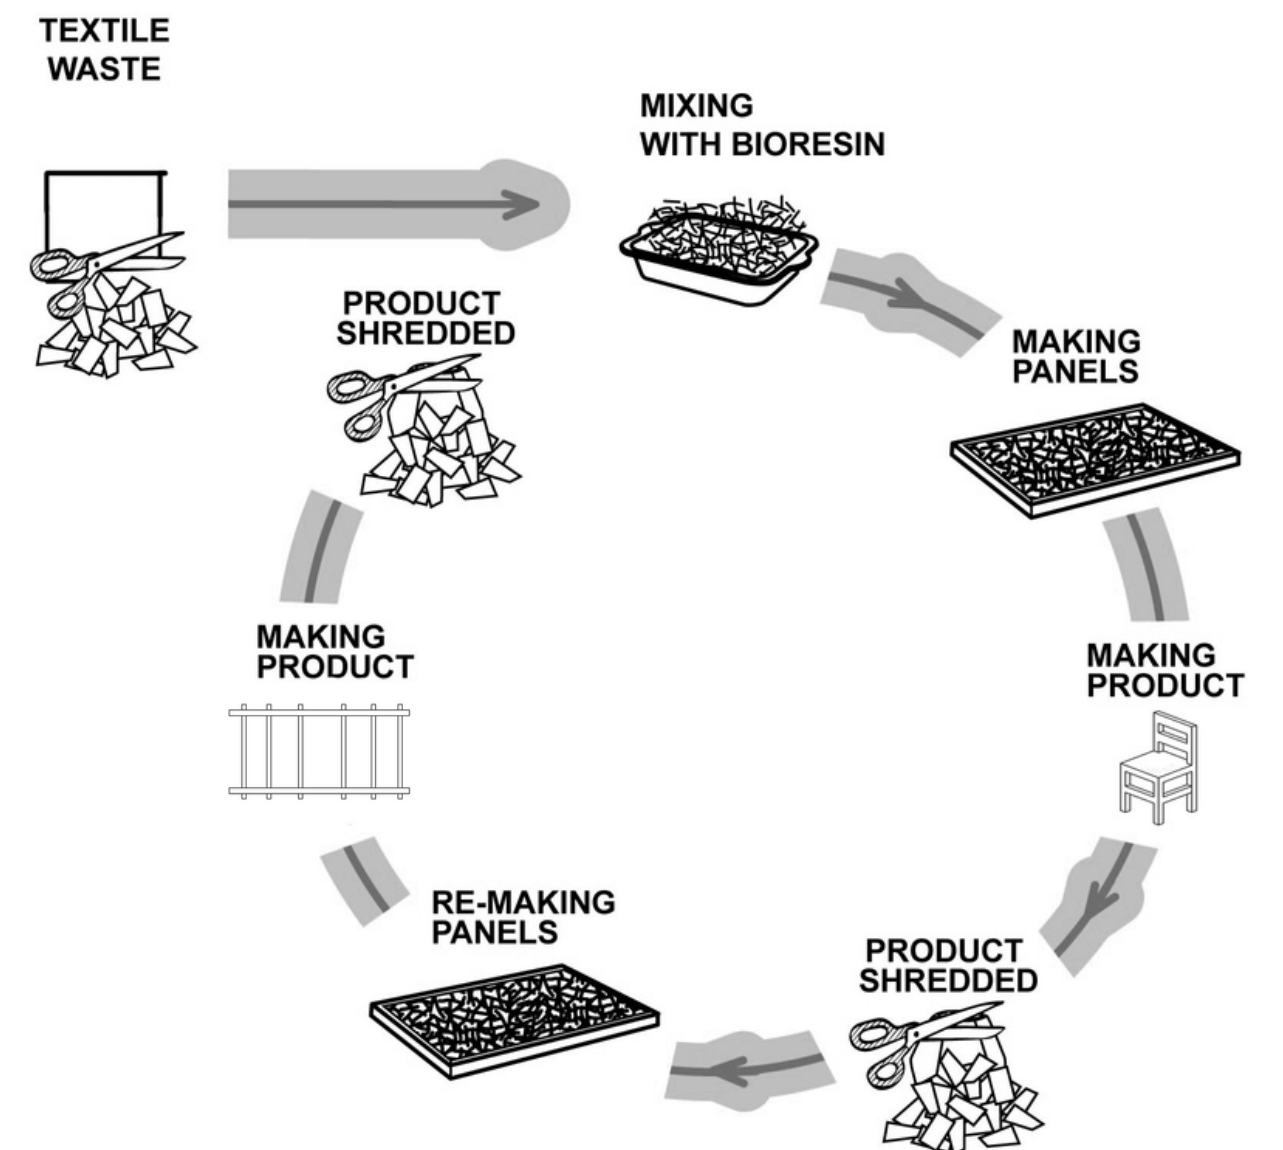 TEXTILE
WASTE
MIXING
WITH BIORESIN
MAKING
PANELS
MAKING
PRODUCT
PRODUCT
SHREDDED
RE-MAKING
PANELS
MAKING
PRODUCT
PRODUCT
SHREDDED